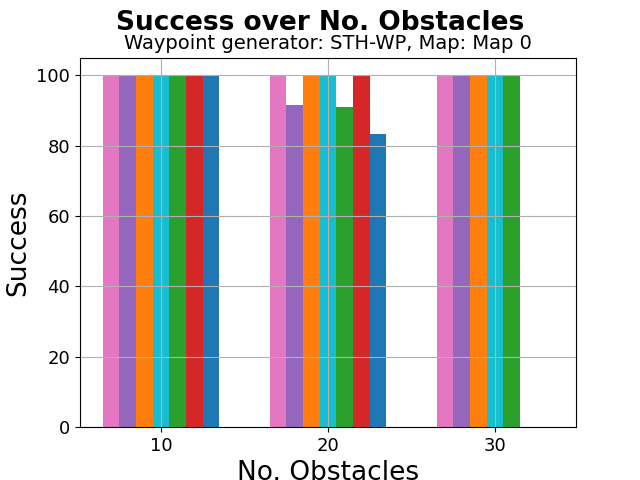 Success over No. Obstacles
Waypoint generator: STH-WP, Map: Map 0
100
80
60
40
20
0
Success
10 20 30
No. Obstacles